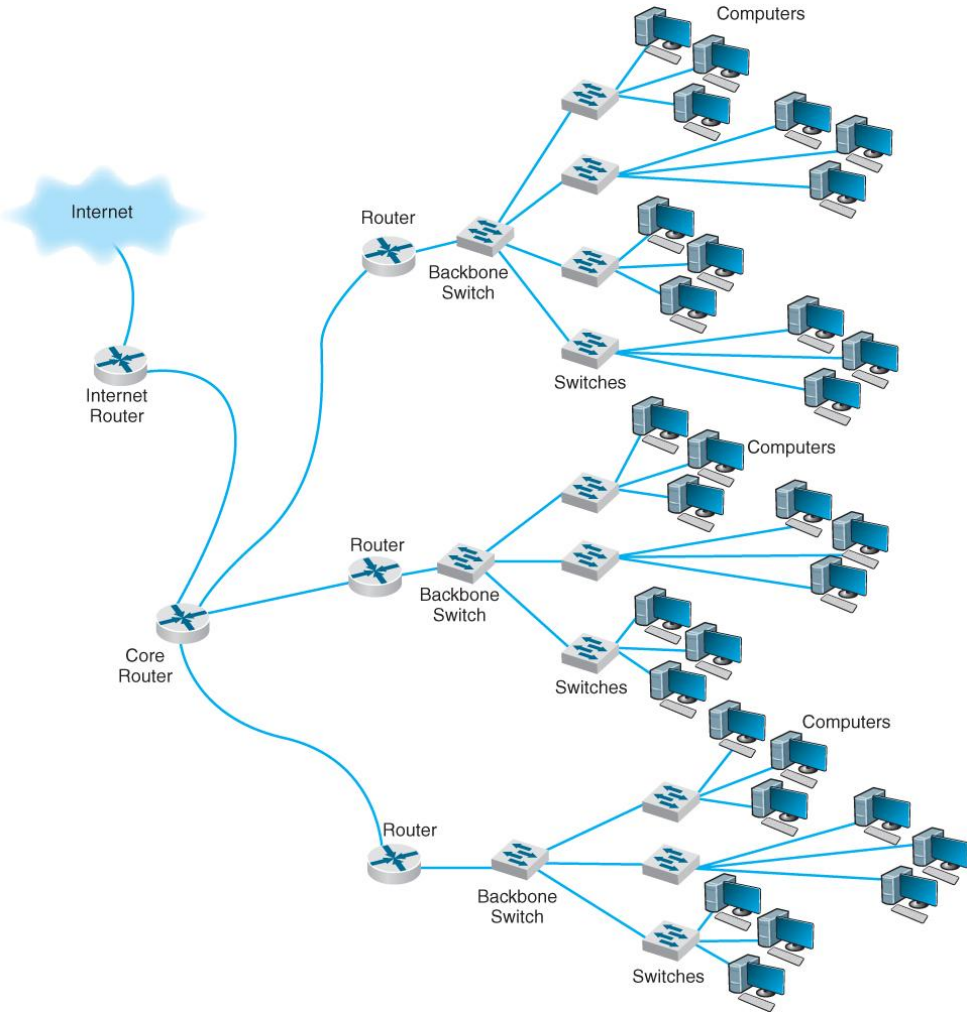 Computers
Internet
Router
Backbone
Switch
Internet
Router
Switches
Computers
Router
Backbone
Switch
Core
Router
Switches
Computers
Router
Backbone
Switch
Switches